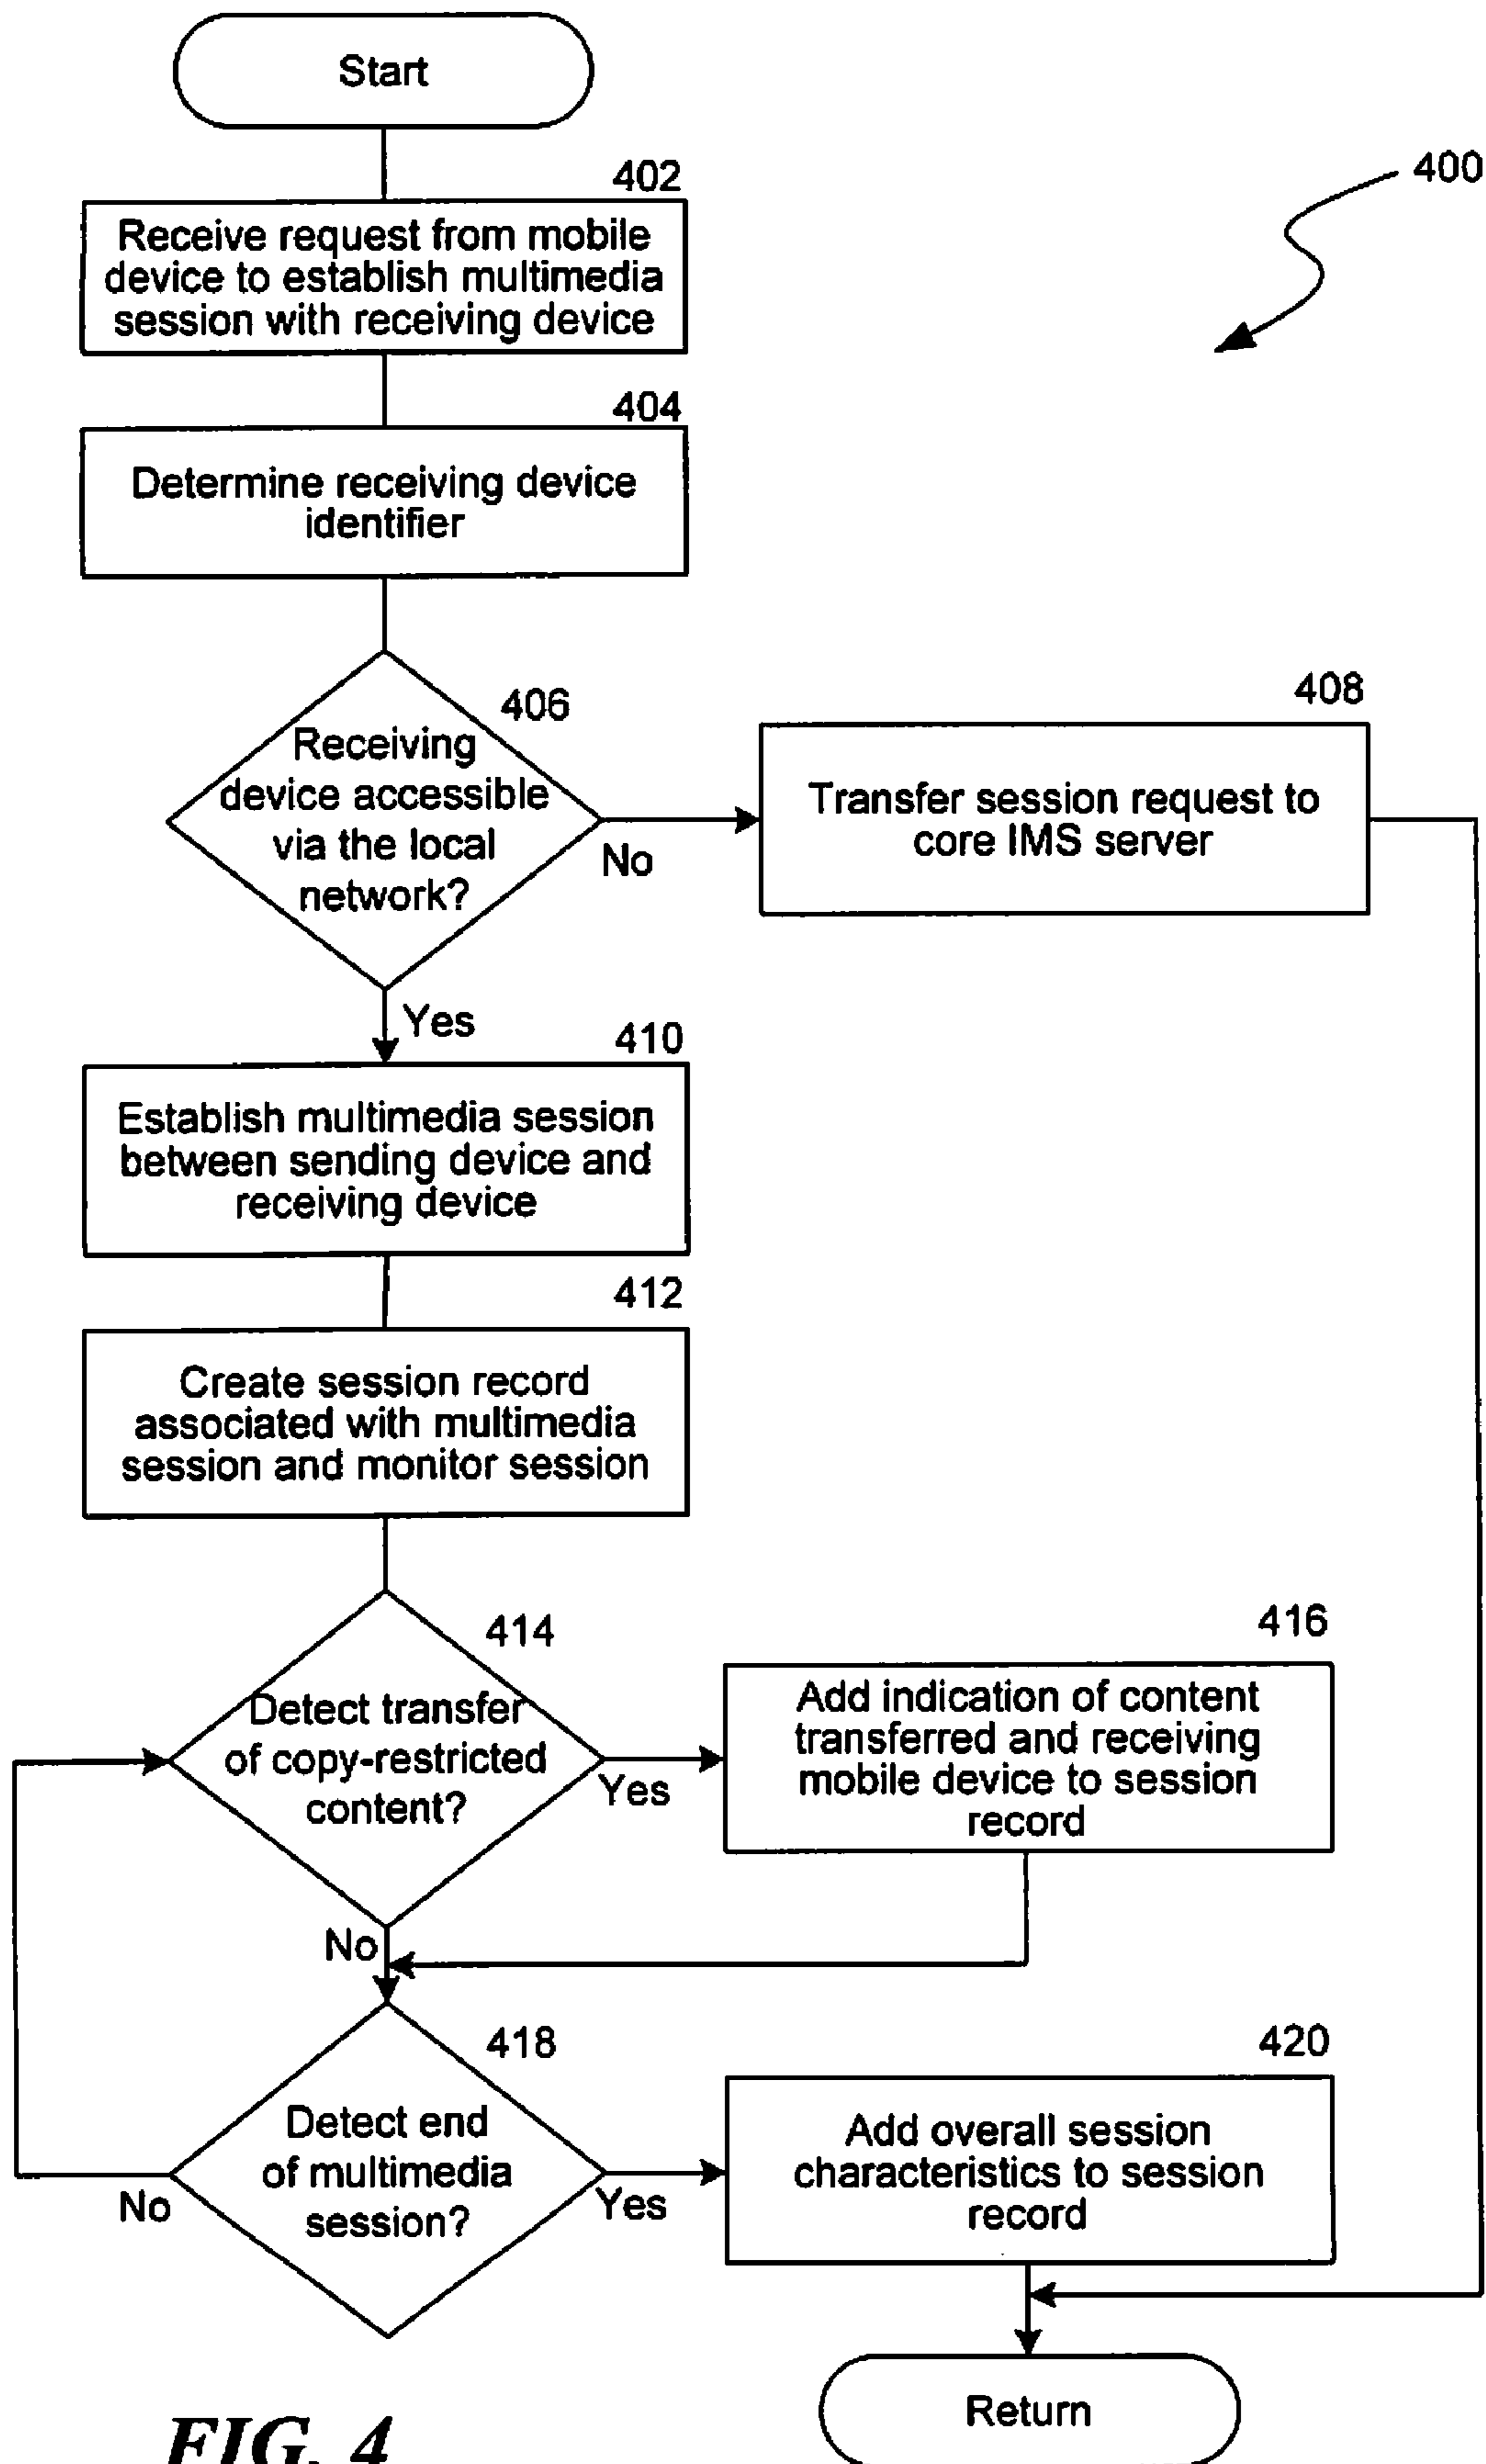 Start
400
402
Receive request from mobile
device to establish multimedia
session with receiving device
404
Determine receiving device
identifier
406
Receiving
device accessible
via the local
network?
No
408
Transfer session request to
core IMS server
Yes
410
Establish multimedia session
between sending device and
receiving device
412
Create session record
associated with multimedia
session and monitor session
414
Detect transfer
of copy-restricted
content?
Yes
416
Add indication of content
transferred and receiving
mobile device to session
record
No
418
Detect end
of multimedia
session?
No
Yes
420
Add overall session
characteristics to session
record
Return
FIG. 4